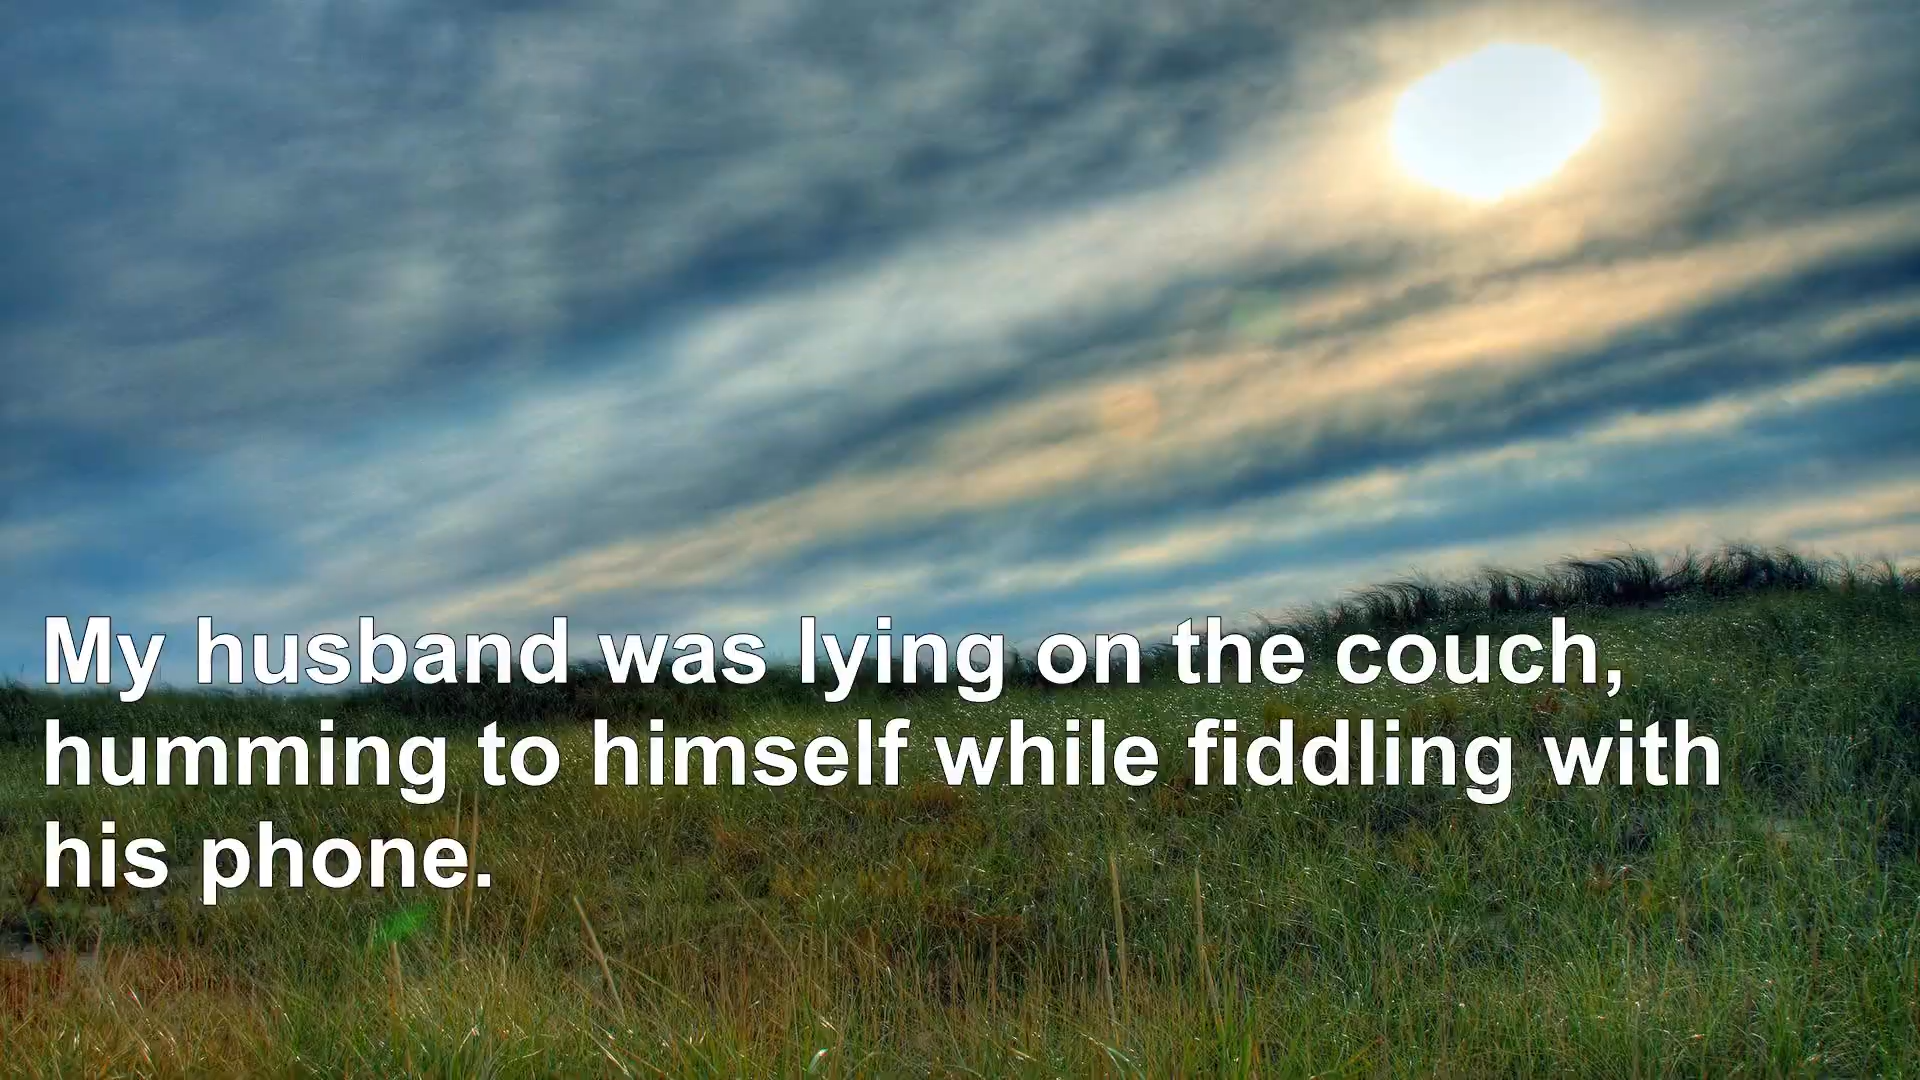 My husband was lying on the couch,
humming to himself while fiddling with
his phone.